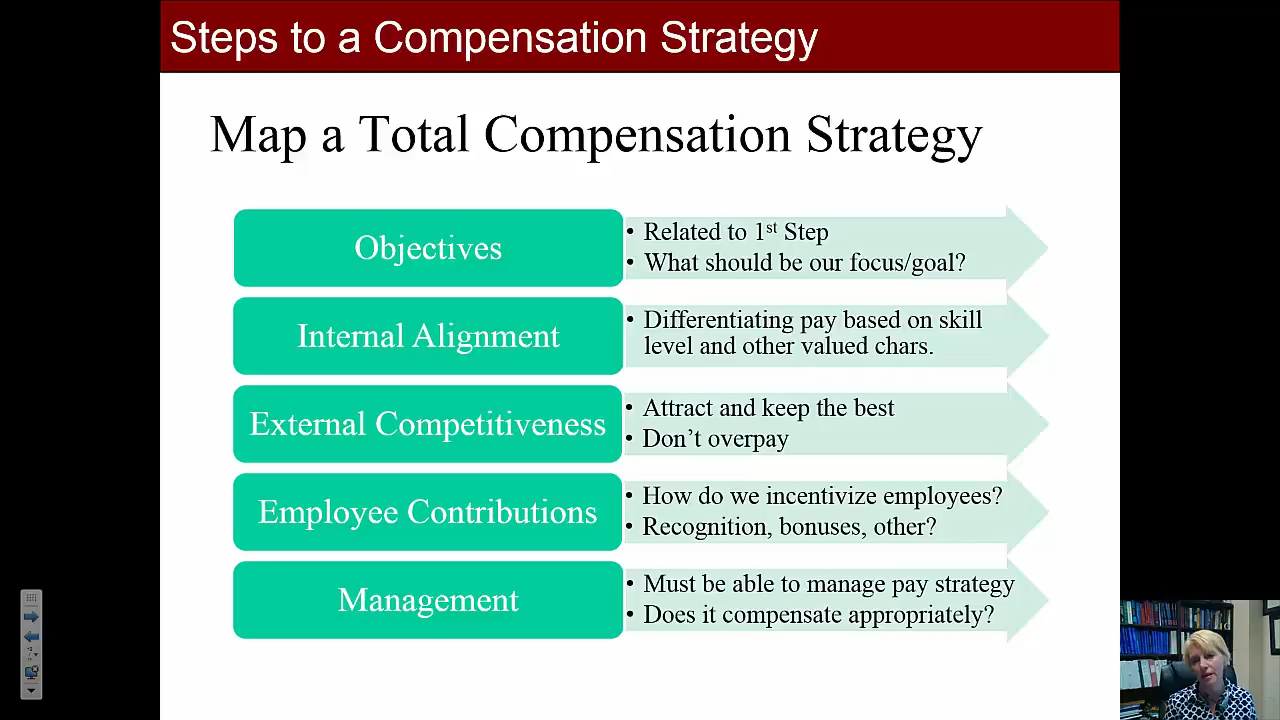 Steps to a Compensation Strategy
Map a Total Compensation Strategy
Objectives
• Related to 1st Step
• What should be our focus/goal?
Internal Alignment
• Differentiating pay based on skill
level and other valued chars.
External Competitiveness
• Attract and keep the best
• Don’t overpay
Employee Contributions
• How do we incentivize employees?
• Recognition, bonuses, other?
Management
• Must be able to manage pay strategy
• Does it compensate appropriately?